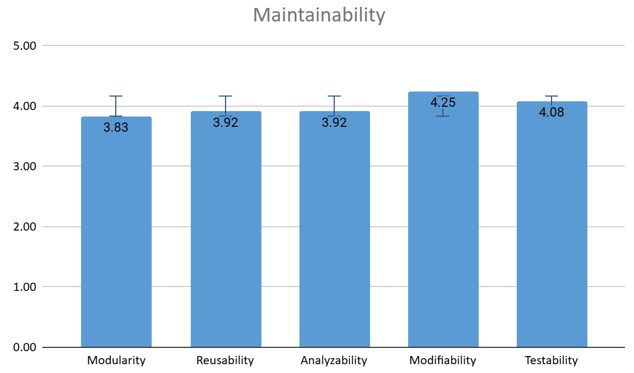 Maintainability
5.00
4.00
3.00
2.00
1.00
0.00
3.83
3.92
3.92
4.25
4.08
Modularity
Reusability
Analyzability
Modifiability
Testability